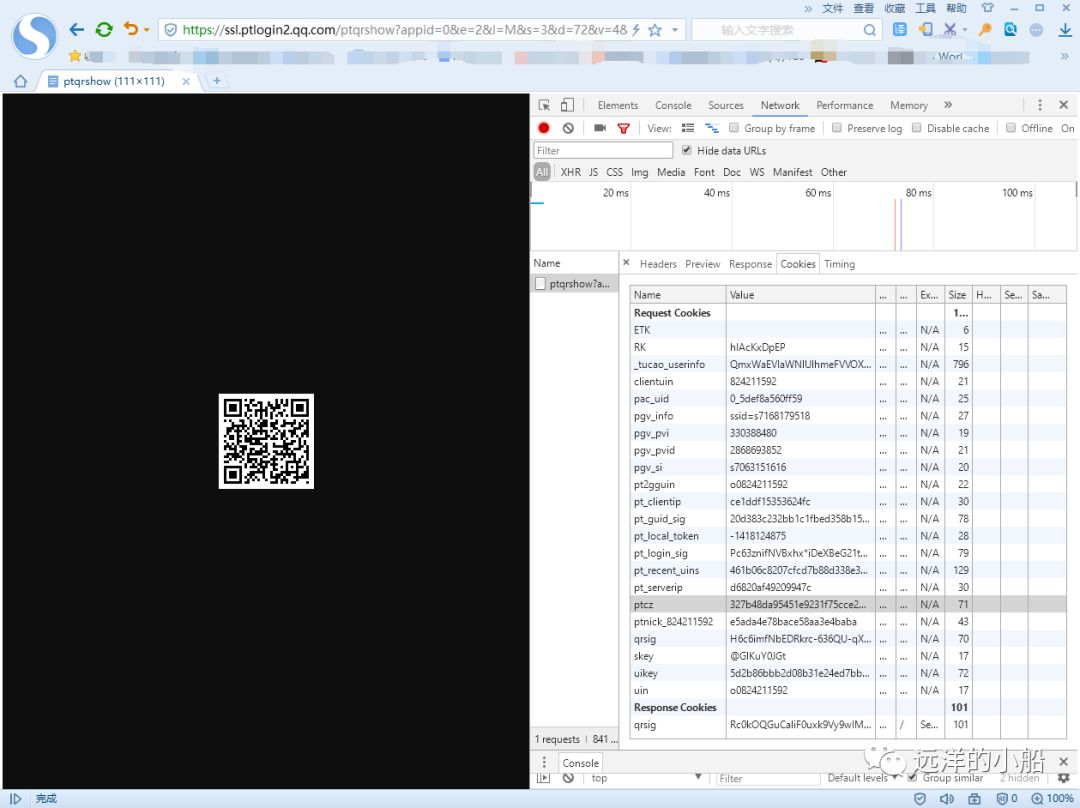 » 文件 查看 收藏 工具 帮助
https://ssl.ptlogin2.qq.com/ptqrshow?appid=0&e=2&l=M&s=3&d=72&v=4& 输入文字搜索 译
ptqrshow (111×111)
Elements Console Sources Network Performance Memory »
View: Group by frame Preserve log Disable cache Offline On
Filter Hide data URLs
All XHR JS CSS Img Media Font Doc WS Manifest Other
20 ms 40 ms 60 ms 80 ms 100 ms
Name × Headers Preview Response Cookies Timing
ptqrshow?a...
Name Value ... ... Ex... Size H... Se... Sa...
Request Cookies 1...
ETK ... ... N/A 6
RK hIAcKxDpEP ... ... N/A 15
_tucao_userinfo QmxWaEVIaWNIUlhmeFVVOX... ... ... N/A 796
clientuin 824211592 ... ... N/A 21
pac_uid 0_5def8a560ff59 ... ... N/A 25
pgv_info ssid=s7168179518 ... ... N/A 27
pgv_pvi 330388480 ... ... N/A 19
pgv_pvid 2868693852 ... ... N/A 21
pgv_si s7063151616 ... ... N/A 20
pt2gguin o0824211592 ... ... N/A 22
pt_clientip ce1ddf15353624fc ... ... N/A 30
pt_guid_sig 20d383c232bb1c1fbed358b15... ... ... N/A 78
pt_local_token -1418124875 ... ... N/A 28
pt_login_sig Pc63znifNVBxhx*iDeXBeG21t... ... ... N/A 79
pt_recent_uins 461b06c8207cfcd7b88d338e3... ... ... N/A 129
pt_serverip d6820af49209947c ... ... N/A 30
ptcz 327b48da95451e9231f75cce2... ... ... N/A 71
ptnick_824211592 e5ada4e78bace58aa3e4baba ... ... N/A 43
qrsig H6c6imfNbEDRkrc-636QU-qX... ... ... N/A 70
skey @GlKuY0JGt ... ... N/A 17
uikey 5d2b86bbb2d08b31e24ed7bb... ... ... N/A 72
uin o0824211592 ... ... N/A 17
Response Cookies 101
qrsig Rc0kOQGuCaliF0uxk9Vy9wIM... ... / Se... 101
1 requests 841 ...
Console
远洋的小船
top Filter Default levels Group similar 2 hidden
完成 0 100%